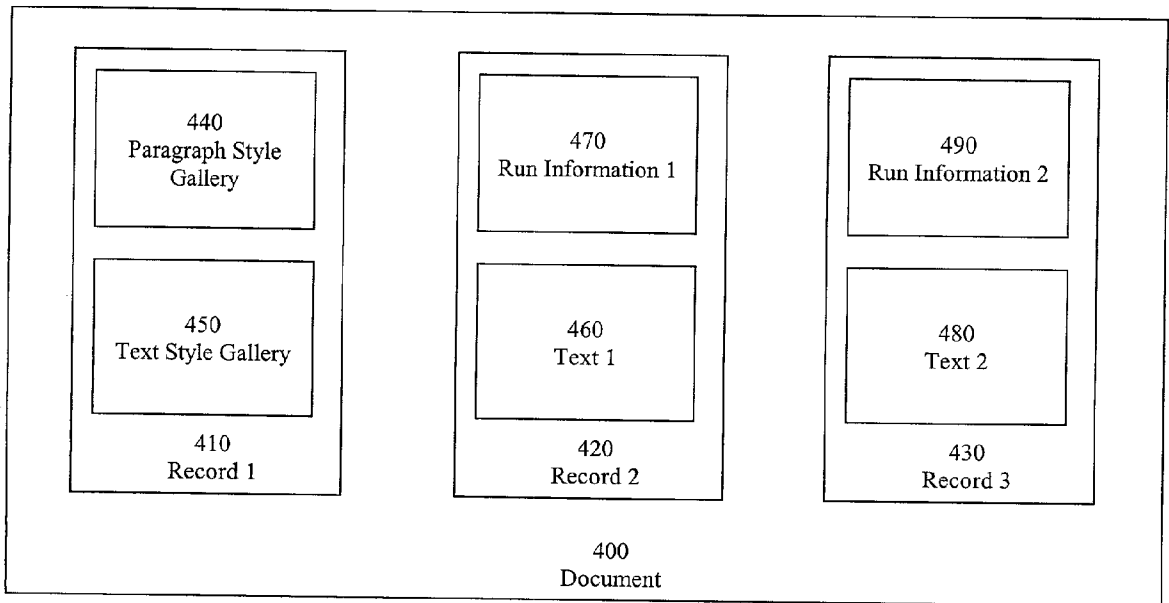 440
Paragraph Style
Gallery
450
Text Style Gallery
410
Record 1
470
Run Information 1
460
Text 1
420
Record 2
490
Run Information 2
480
Text 2
430
Record 3
400
Document